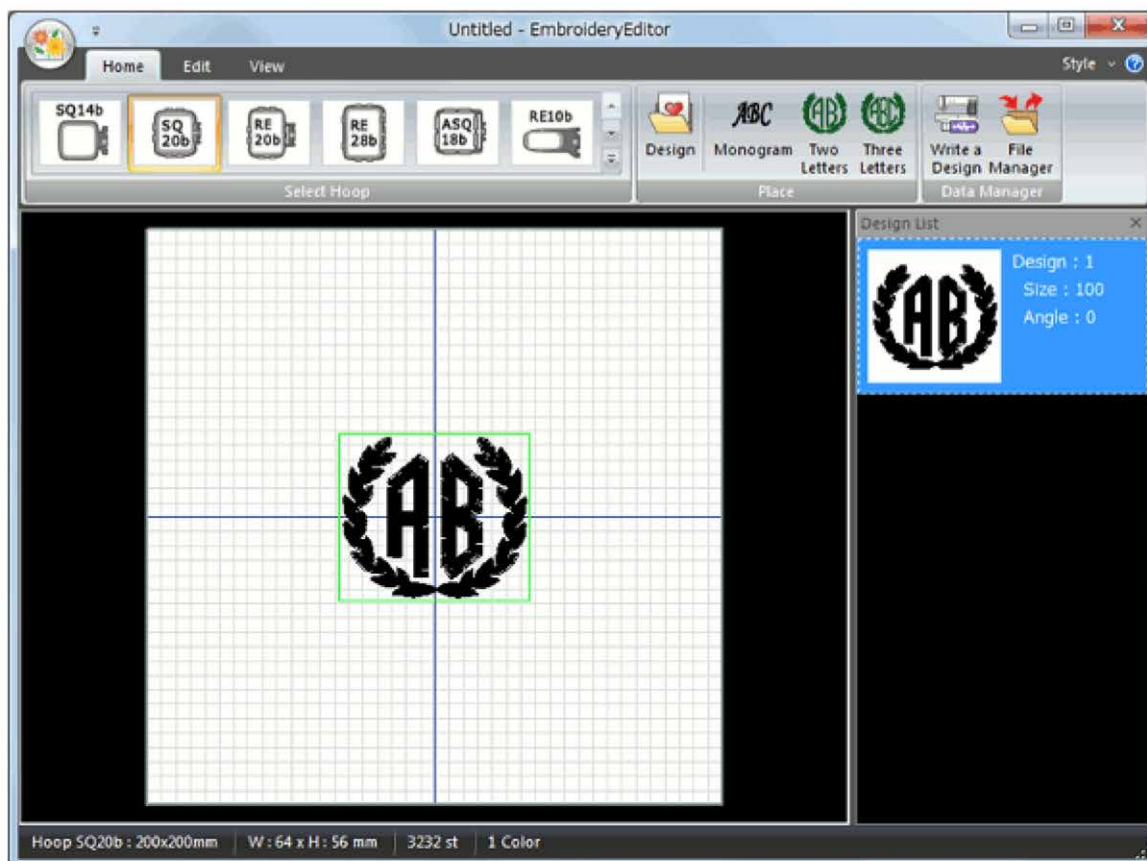 Untitled - EmbroideryEditor
Home Edit View Style
SQ14b
SQ
20b
RE
20b
RE
28b
ASQ
18b
RE10b
Select Hoop
Design
ABC
Monogram
AB
Two
Letters
ABC
Three
Letters
Place
Write a
Design
File
Manager
Data Manager
Design List
AB
Design : 1
Size : 100
Angle : 0
AB
Hoop SQ20b : 200x200mm W : 64 x H : 56 mm 3232 st 1 Color